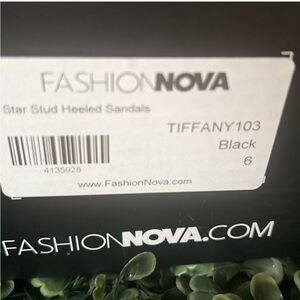 FASHIONNOVA
Star Stud Heeled Sandals
TIFFANY103
Black
6
4135928
www.FashionNova.com
FASHIONNOVA.COM